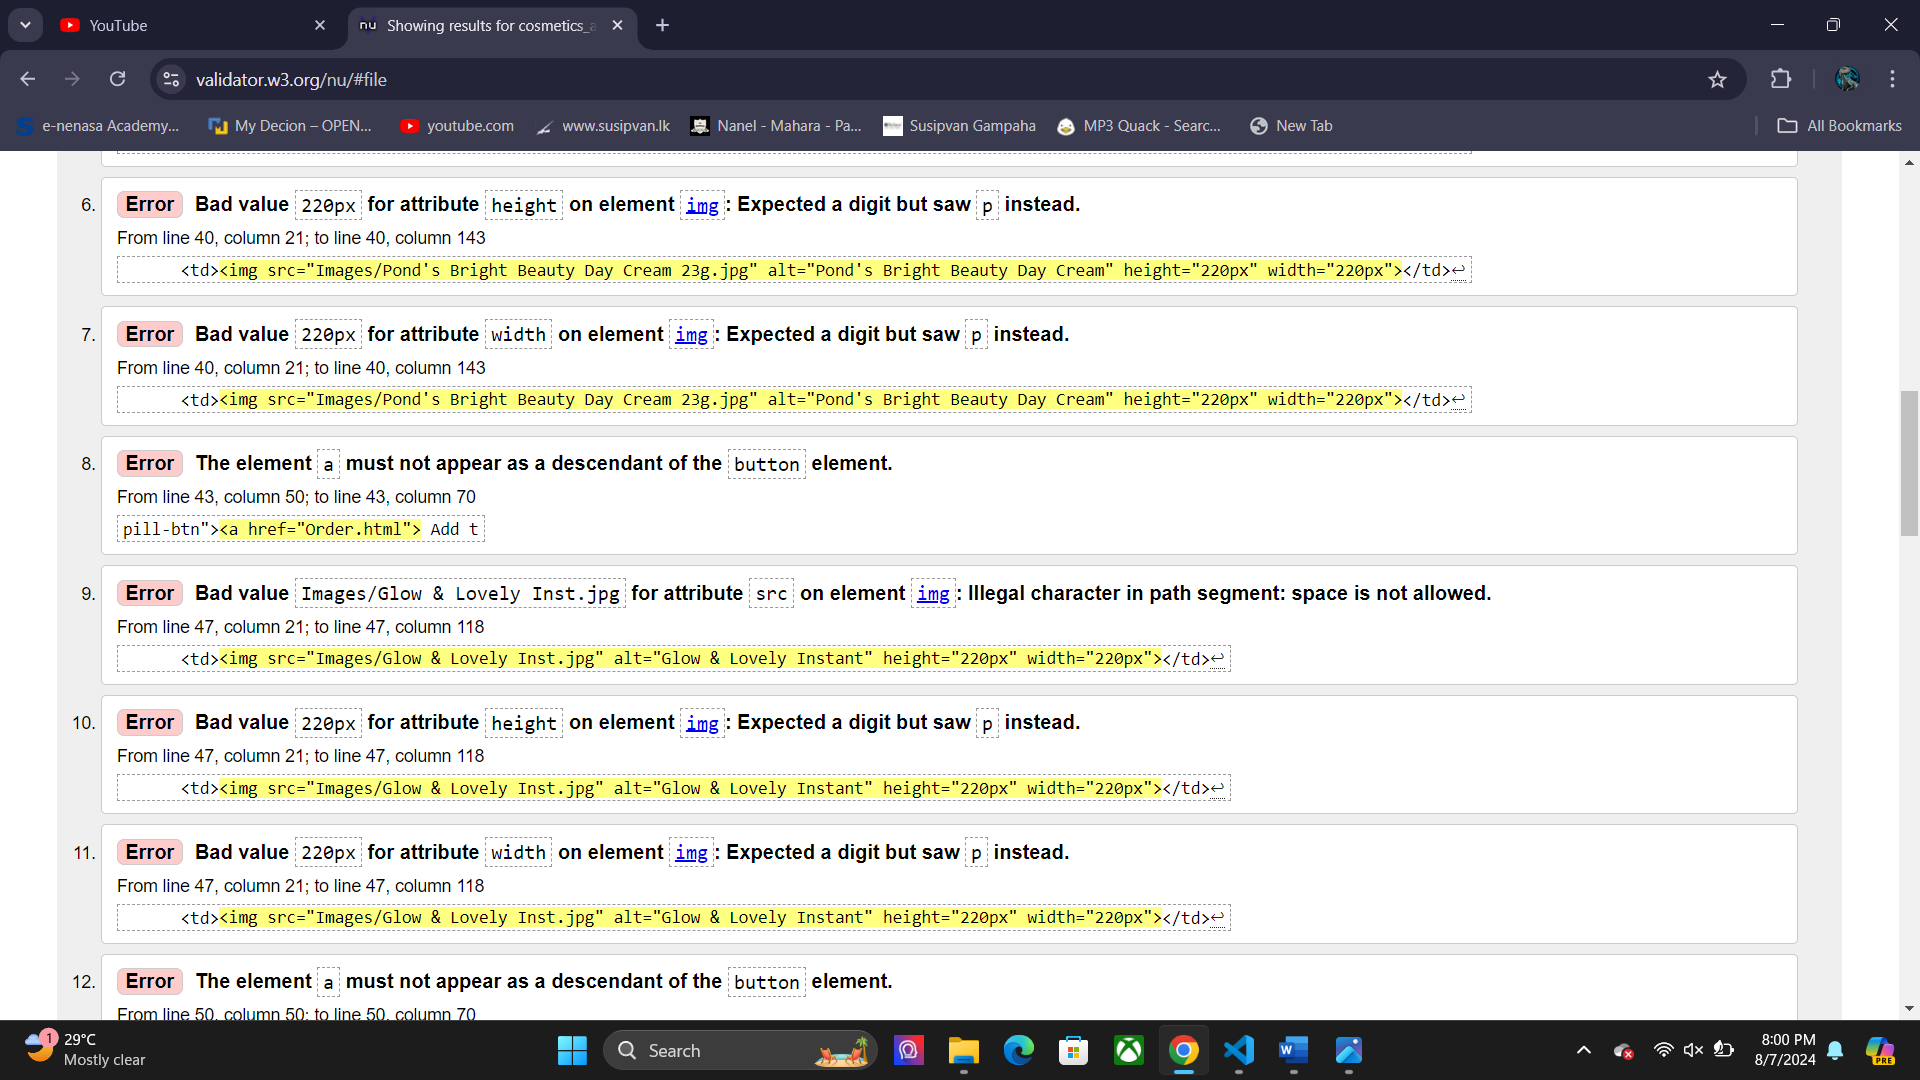 YouTube
nu Showing results for cosmetics_a
validator.w3.org/nu/#file
e-nenasa Academy... My Decion – OPEN... youtube.com www.susipvan.lk Nanel - Mahara - Pa... Susipvan Gampaha MP3 Quack - Searc... New Tab All Bookmarks
6. Error Bad value 220px for attribute height on element img: Expected a digit but saw p instead.
From line 40, column 21; to line 40, column 143
<td><img src="Images/Pond's Bright Beauty Day Cream 23g.jpg" alt="Pond's Bright Beauty Day Cream" height="220px" width="220px"></td>↩
7. Error Bad value 220px for attribute width on element img: Expected a digit but saw p instead.
From line 40, column 21; to line 40, column 143
<td><img src="Images/Pond's Bright Beauty Day Cream 23g.jpg" alt="Pond's Bright Beauty Day Cream" height="220px" width="220px"></td>↩
8. Error The element a must not appear as a descendant of the button element.
From line 43, column 50; to line 43, column 70
pill-btn"><a href="Order.html"> Add t
9. Error Bad value Images/Glow & Lovely Inst.jpg for attribute src on element img: Illegal character in path segment: space is not allowed.
From line 47, column 21; to line 47, column 118
<td><img src="Images/Glow & Lovely Inst.jpg" alt="Glow & Lovely Instant" height="220px" width="220px"></td>↩
10. Error Bad value 220px for attribute height on element img: Expected a digit but saw p instead.
From line 47, column 21; to line 47, column 118
<td><img src="Images/Glow & Lovely Inst.jpg" alt="Glow & Lovely Instant" height="220px" width="220px"></td>↩
11. Error Bad value 220px for attribute width on element img: Expected a digit but saw p instead.
From line 47, column 21; to line 47, column 118
<td><img src="Images/Glow & Lovely Inst.jpg" alt="Glow & Lovely Instant" height="220px" width="220px"></td>↩
12. Error The element a must not appear as a descendant of the button element.
From line 50, column 50; to line 50, column 70
1 29°C
Mostly clear
Search
8:00 PM
8/7/2024
PRE